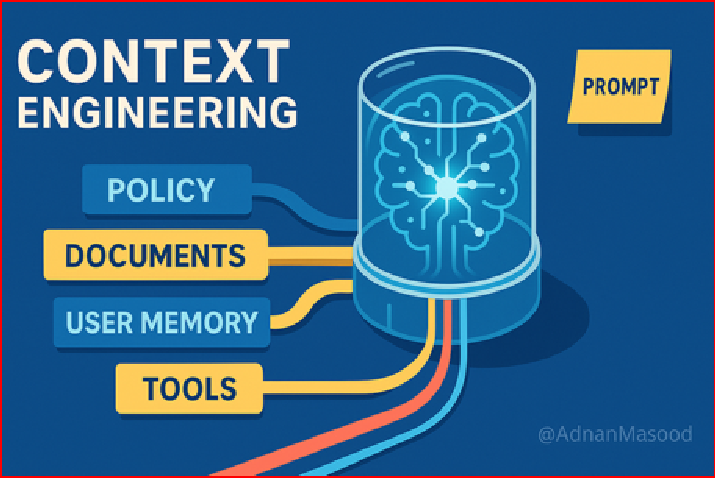 CONTEXT
ENGINEERING
PROMPT
POLICY
DOCUMENTS
USER MEMORY
TOOLS
@AdnanMasood